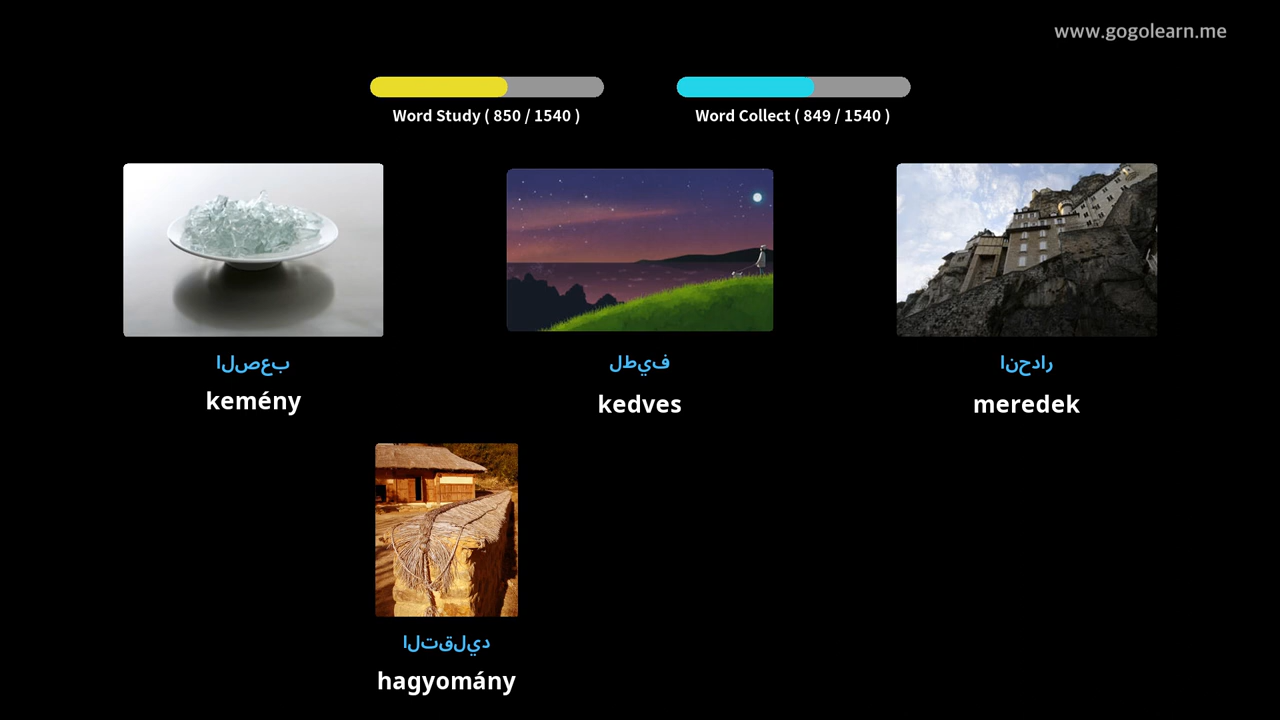 www.gogolearn.me
Word Study ( 850 / 1540 )
Word Collect ( 849 / 1540 )
الصعب
kemény
لطيف
kedves
انحدار
meredek
التقليد
hagyomány